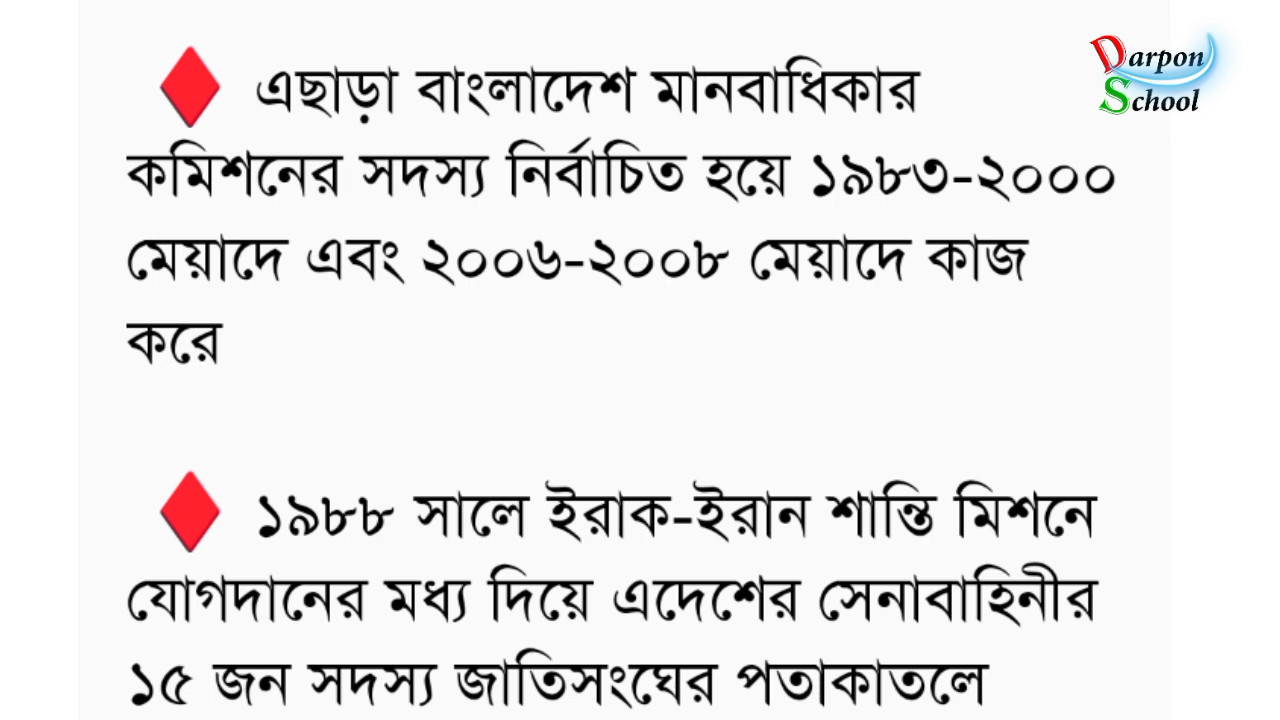 Darpon
School
এছাড়া বাংলাদেশ মানবাধিকার
কমিশনের সদস্য নির্বাচিত হয়ে ১৯৮৩-২০০০
মেয়াদে এবং ২০০৬-২০০৮ মেয়াদে কাজ
করে
১৯৮৮ সালে ইরাক-ইরান শান্তি মিশনে
যোগদানের মধ্য দিয়ে এদেশের সেনাবাহিনীর
১৫ জন সদস্য জাতিসংঘের পতাকাতলে